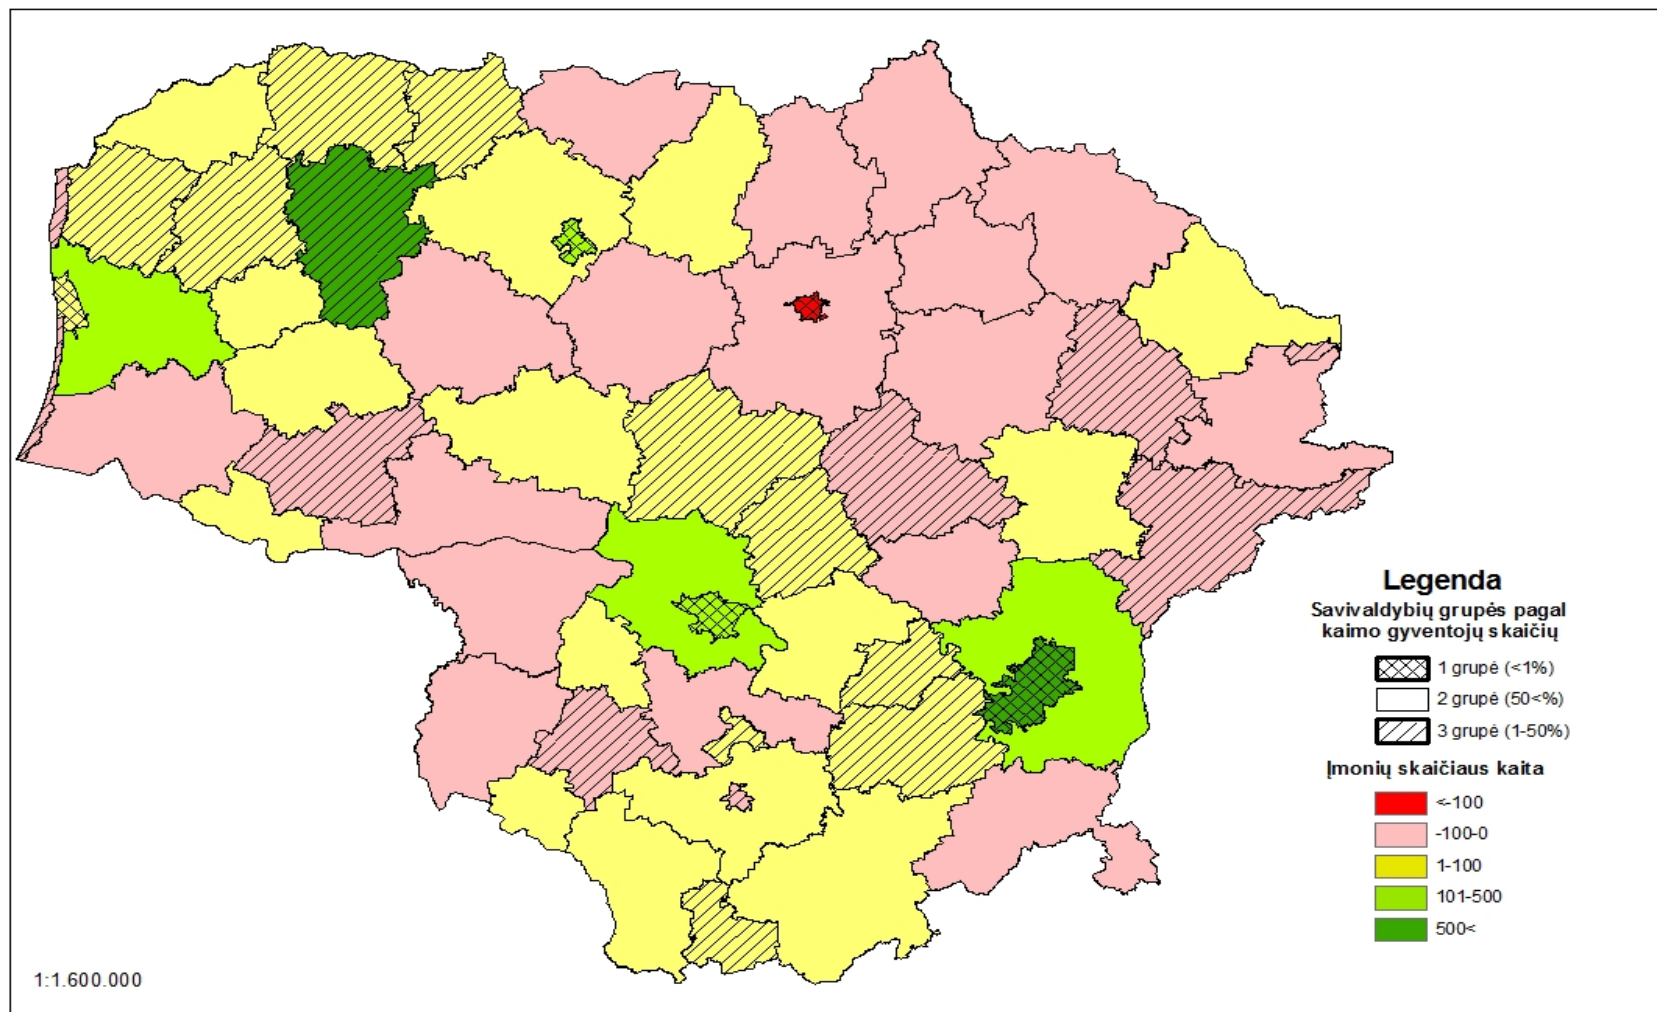 Legenda
Savivaldybių grupės pagal
kaimo gyventojų skaičių
1 grupė (<1%)
2 grupė (50<%)
3 grupė (1-50%)
Įmonių skaičiaus kaita
<-100
-100-0
1-100
101-500
500<
1:1.600.000